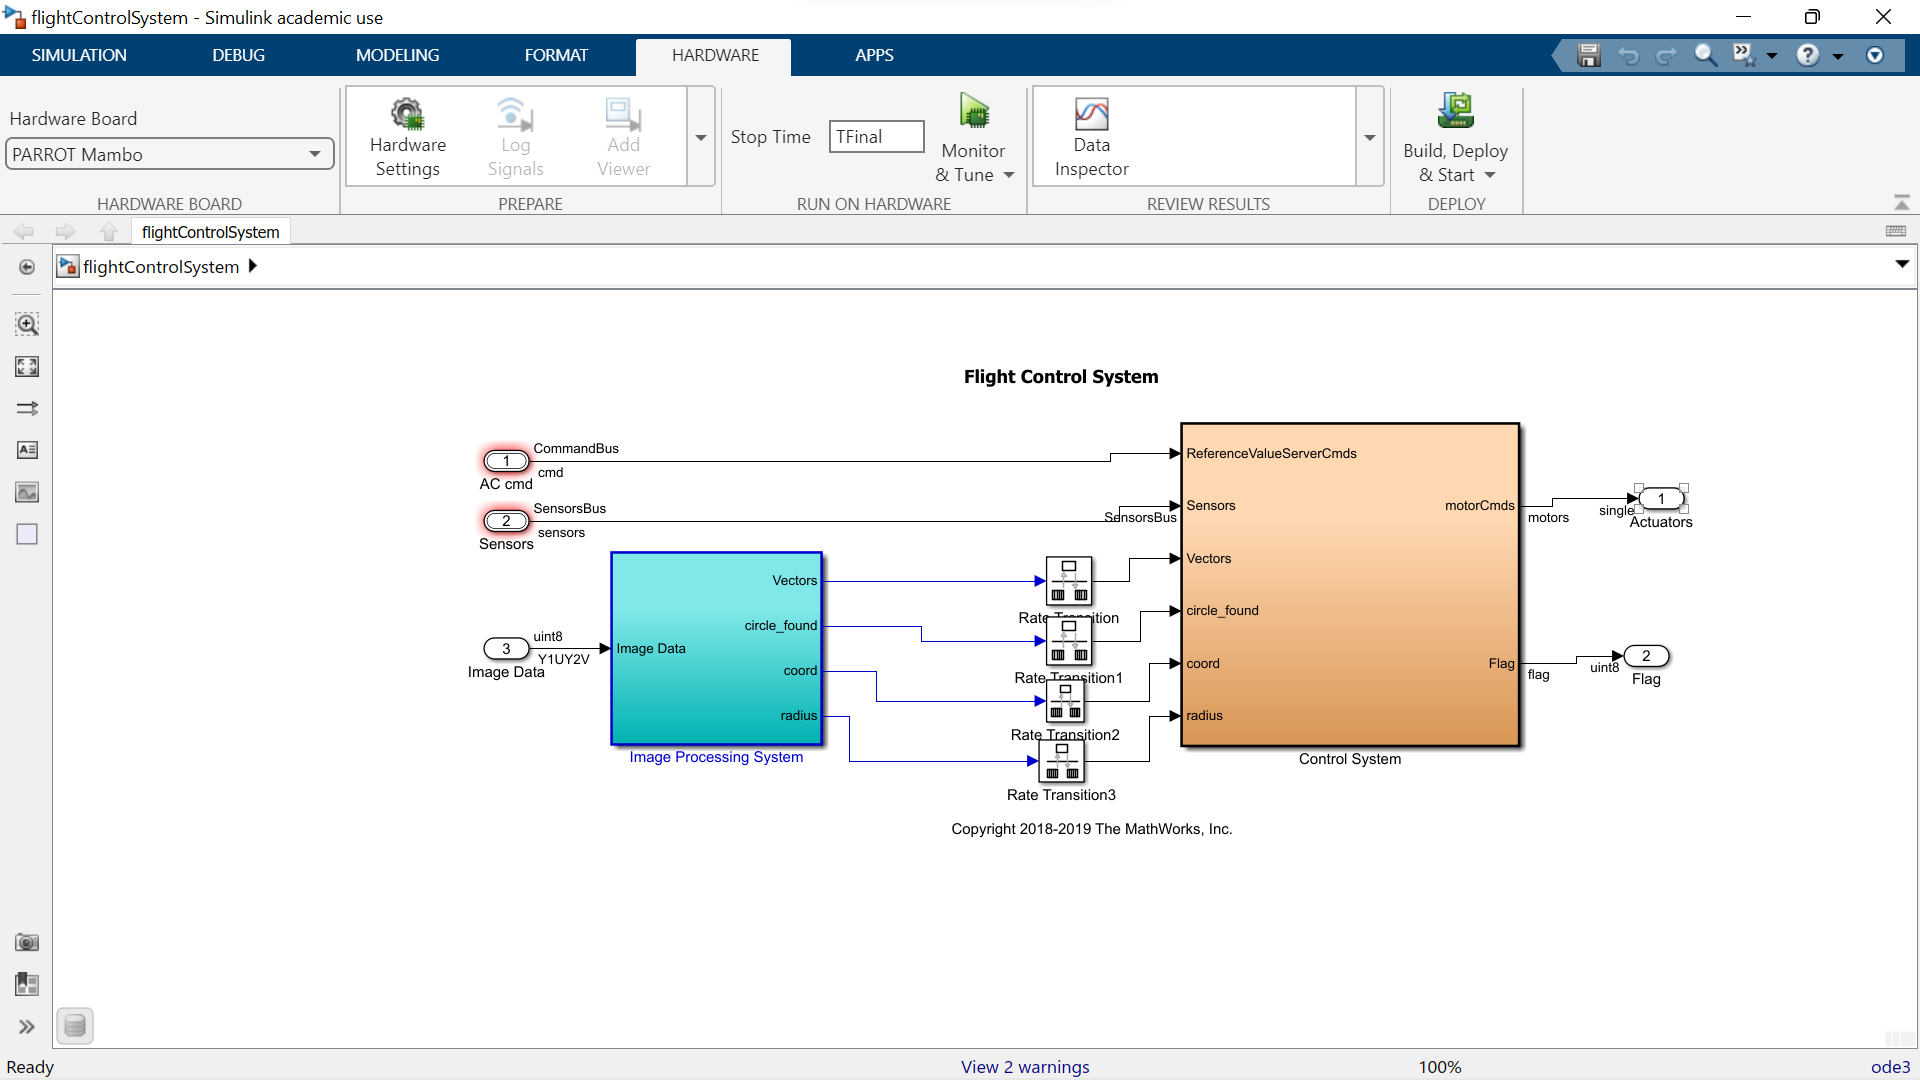 flightControlSystem - Simulink academic use
SIMULATION DEBUG MODELING FORMAT HARDWARE APPS
Hardware Board
PARROT Mambo
HARDWARE BOARD
Hardware
Settings
Log
Signals
Add
Viewer
PREPARE
Stop Time TFinal
Monitor
& Tune
RUN ON HARDWARE
Data
Inspector
REVIEW RESULTS
Build, Deploy
& Start
DEPLOY
flightControlSystem
flightControlSystem
Flight Control System
CommandBus
1
cmd
AC cmd
SensorsBus
2
sensors
Sensors
SensorsBus
uint8
3
Y1UY2V
Image Data
Image Data
Vectors
circle_found
coord
radius
Image Processing System
Rate Transition
Rate Transition1
Rate Transition2
Rate Transition3
ReferenceValueServerCmds
Sensors
Vectors
circle_found
coord
radius
motorCmds
Flag
Control System
motors
single
1
Actuators
flag
uint8
2
Flag
Copyright 2018-2019 The MathWorks, Inc.
Ready View 2 warnings 100% ode3